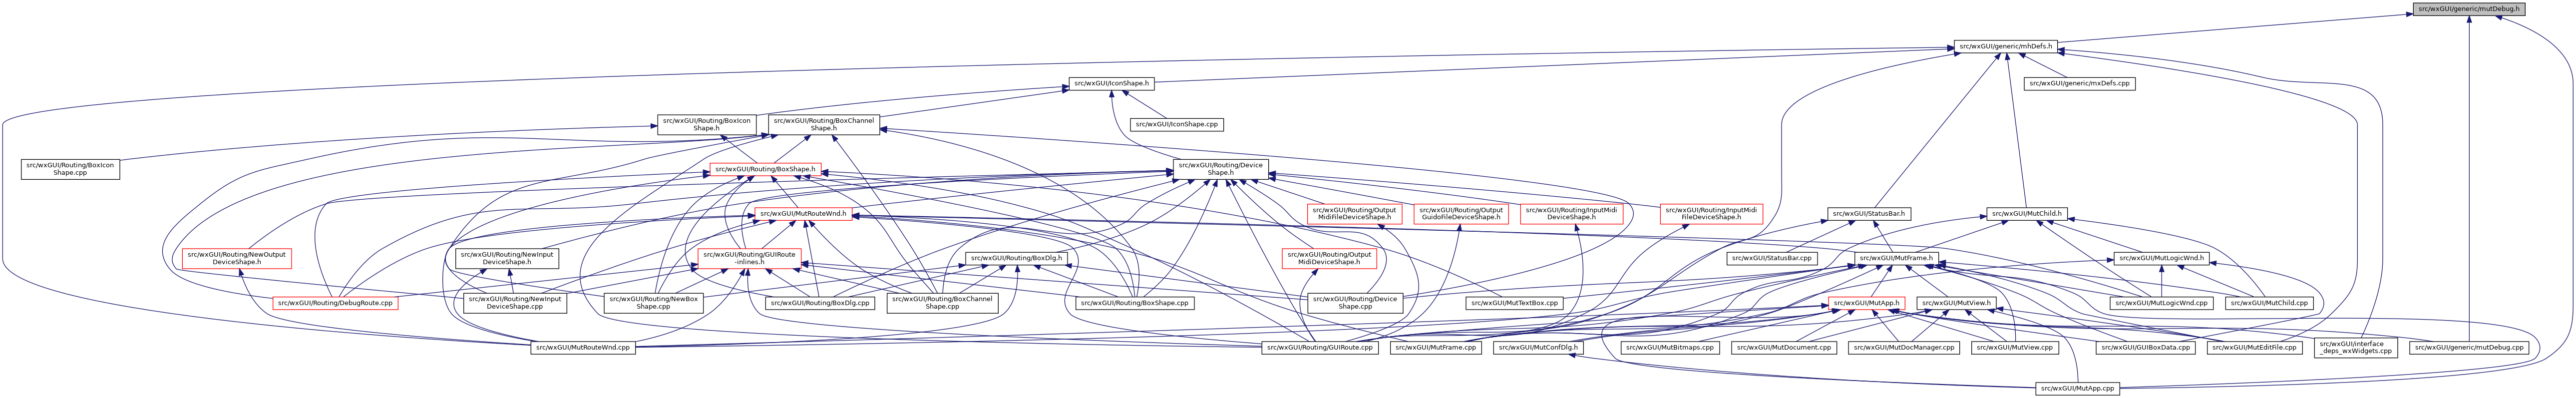 src/wxGUI/generic/mutDebug.h
src/wxGUI/generic/mhDefs.h
src/wxGUI/IconShape.h
src/wxGUI/generic/mxDefs.cpp
src/wxGUI/Routing/BoxIcon
Shape.h
src/wxGUI/Routing/BoxChannel
Shape.h
src/wxGUI/IconShape.cpp
src/wxGUI/Routing/BoxIcon
Shape.cpp
src/wxGUI/Routing/BoxShape.h
src/wxGUI/Routing/Device
Shape.h
src/wxGUI/MutRouteWnd.h
src/wxGUI/Routing/Output
MidiFileDeviceShape.h
src/wxGUI/Routing/Output
GuidoFileDeviceShape.h
src/wxGUI/Routing/InputMidi
DeviceShape.h
src/wxGUI/Routing/InputMidi
FileDeviceShape.h
src/wxGUI/StatusBar.h
src/wxGUI/MutChild.h
src/wxGUI/Routing/NewOutput
DeviceShape.h
src/wxGUI/Routing/NewInput
DeviceShape.h
src/wxGUI/Routing/GUIRoute
-inlines.h
src/wxGUI/Routing/BoxDlg.h
src/wxGUI/Routing/Output
MidiDeviceShape.h
src/wxGUI/StatusBar.cpp
src/wxGUI/MutFrame.h
src/wxGUI/MutLogicWnd.h
src/wxGUI/Routing/DebugRoute.cpp
src/wxGUI/Routing/NewInput
DeviceShape.cpp
src/wxGUI/Routing/NewBox
Shape.cpp
src/wxGUI/Routing/BoxDlg.cpp
src/wxGUI/Routing/BoxChannel
Shape.cpp
src/wxGUI/Routing/BoxShape.cpp
src/wxGUI/Routing/Device
Shape.cpp
src/wxGUI/MutTextBox.cpp
src/wxGUI/MutApp.h
src/wxGUI/MutView.h
src/wxGUI/MutLogicWnd.cpp
src/wxGUI/MutChild.cpp
src/wxGUI/MutRouteWnd.cpp
src/wxGUI/Routing/GUIRoute.cpp
src/wxGUI/MutFrame.cpp
src/wxGUI/MutConfDlg.h
src/wxGUI/MutBitmaps.cpp
src/wxGUI/MutDocument.cpp
src/wxGUI/MutDocManager.cpp
src/wxGUI/MutView.cpp
src/wxGUI/GUIBoxData.cpp
src/wxGUI/MutEditFile.cpp
src/wxGUI/interface
_deps_wxWidgets.cpp
src/wxGUI/generic/mutDebug.cpp
src/wxGUI/MutApp.cpp